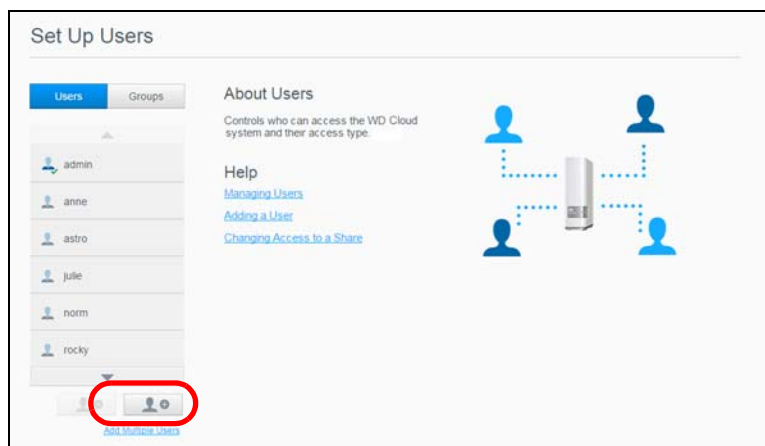 Set Up Users
Users
Groups
admin
anne
astro
julie
norm
rocky
Add Multiple Users
About Users
Controls who can access the WD Cloud
system and their access type.
Help
Managing Users
Adding a User
Changing Access to a Share